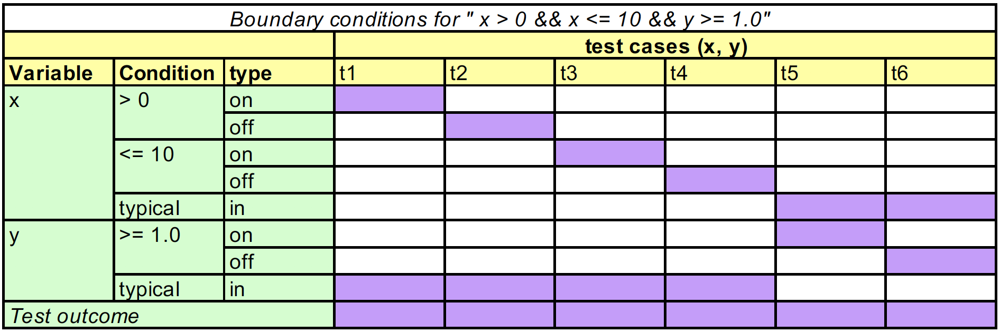 Boundary conditions for " x > 0 && x <= 10 && y >= 1.0"
test cases (x, y)
Variable Condition type t1 t2 t3 t4 t5 t6
x > 0 on
off
<= 10 on
off
typical in
y >= 1.0 on
off
typical in
Test outcome